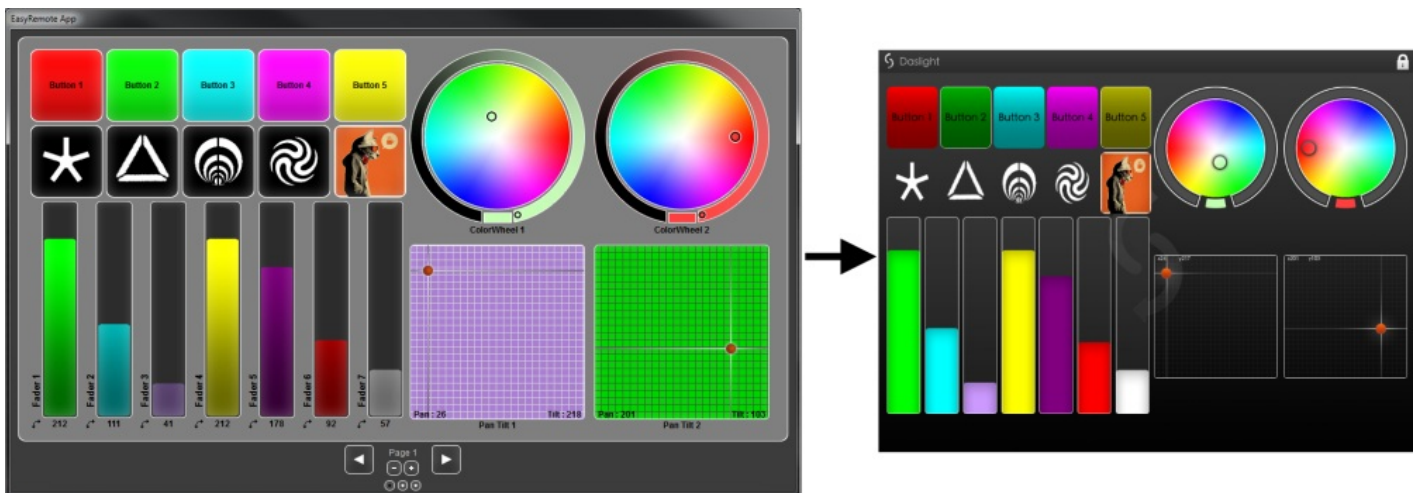 EasyRemote App
Button 1 Button 2 Button 3 Button 4 Button 5
ColorWheel 1 ColorWheel 2
Fader 1 Fader 2 Fader 3 Fader 4 Fader 5 Fader 6 Fader 7
212 111 41 212 178 92 57
Pan : 26 Tilt : 218
Pan Tilt 1
Pan : 201 Tilt : 103
Pan Tilt 2
Page 1
Daslight
Button 1 Button 2 Button 3 Button 4 Button 5